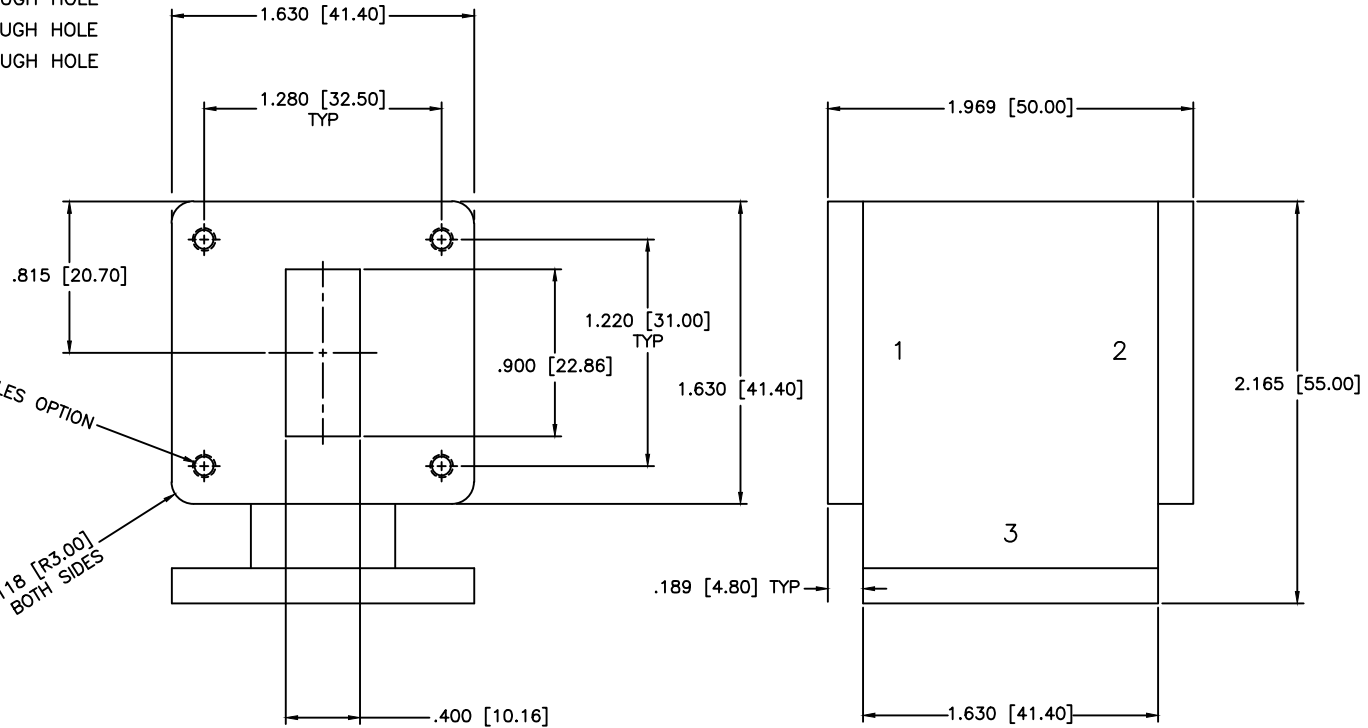 UGH HOLE
UGH HOLE
UGH HOLE
1.630 [41.40]
1.280 [32.50]
TYP
1.969 [50.00]
.815 [20.70]
1.220 [31.00]
TYP
.900 [22.86]
1.630 [41.40]
1
2
2.165 [55.00]
LES OPTION
3
118 [R3.00]
BOTH SIDES
.189 [4.80] TYP
.400 [10.16]
1.630 [41.40]